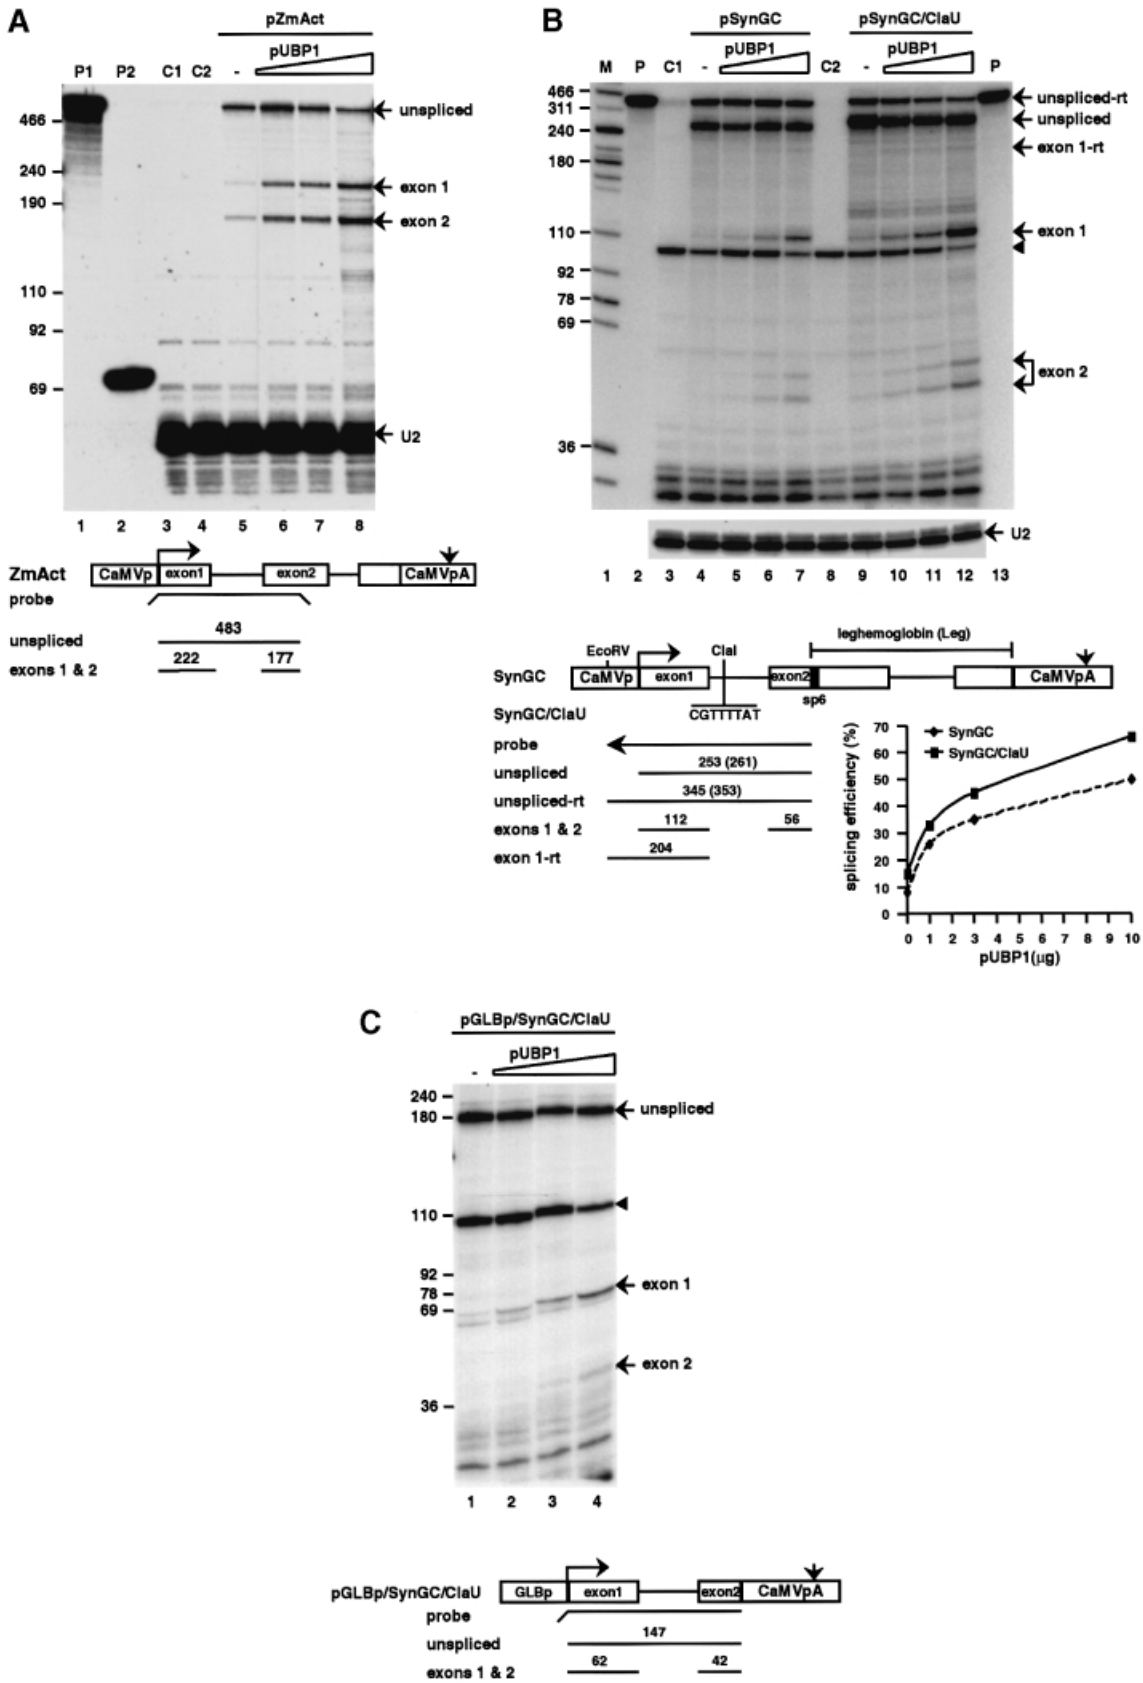 A
pZmAct
pUBP1
P1 P2 C1 C2 -
466
240
190
110
92
69
unspliced
exon 1
exon 2
U2
1 2 3 4 5 6 7 8
ZmAct
CaMVp exon1 exon2 CaMVpA
probe
unspliced
483
exons 1 & 2
222 177
B
pSynGC pSynGC/ClaU
pUBP1 pUBP1
M P C1 - C2 - P
466
311
240
180
110
92
78
69
36
unspliced-rt
unspliced
exon 1-rt
exon 1
exon 2
U2
1 2 3 4 5 6 7 8 9 10 11 12 13
leghemoglobin (Leg)
EcoRV ClaI
SynGC
CaMVp exon1 exon2 CaMVpA
sp6
SynGC/ClaU
CGTTTTAT
probe
unspliced
253 (261)
unspliced-rt
345 (353)
exons 1 & 2
112 56
exon 1-rt
204
splicing efficiency (%)
70
60
50
40
30
20
10
0
SynGC
SynGC/ClaU
0 1 2 3 4 5 6 7 8 9 10
pUBP1(µg)
C
pGLBp/SynGC/ClaU
pUBP1
-
240
180
110
92
78
69
36
unspliced
exon 1
exon 2
1 2 3 4
pGLBp/SynGC/ClaU
GLBp exon1 exon2 CaMVpA
probe
unspliced
147
exons 1 & 2
62 42